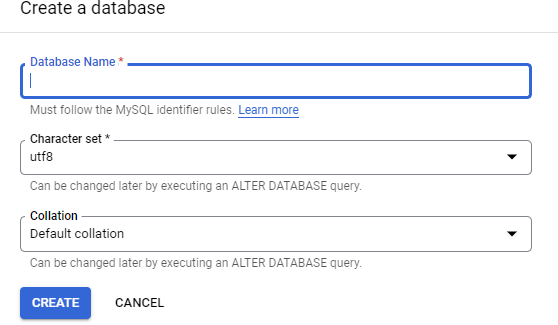 Create a database
Database Name *
Must follow the MySQL identifier rules. Learn more
Character set *
utf8
Can be changed later by executing an ALTER DATABASE query.
Collation
Default collation
Can be changed later by executing an ALTER DATABASE query.
CREATE CANCEL